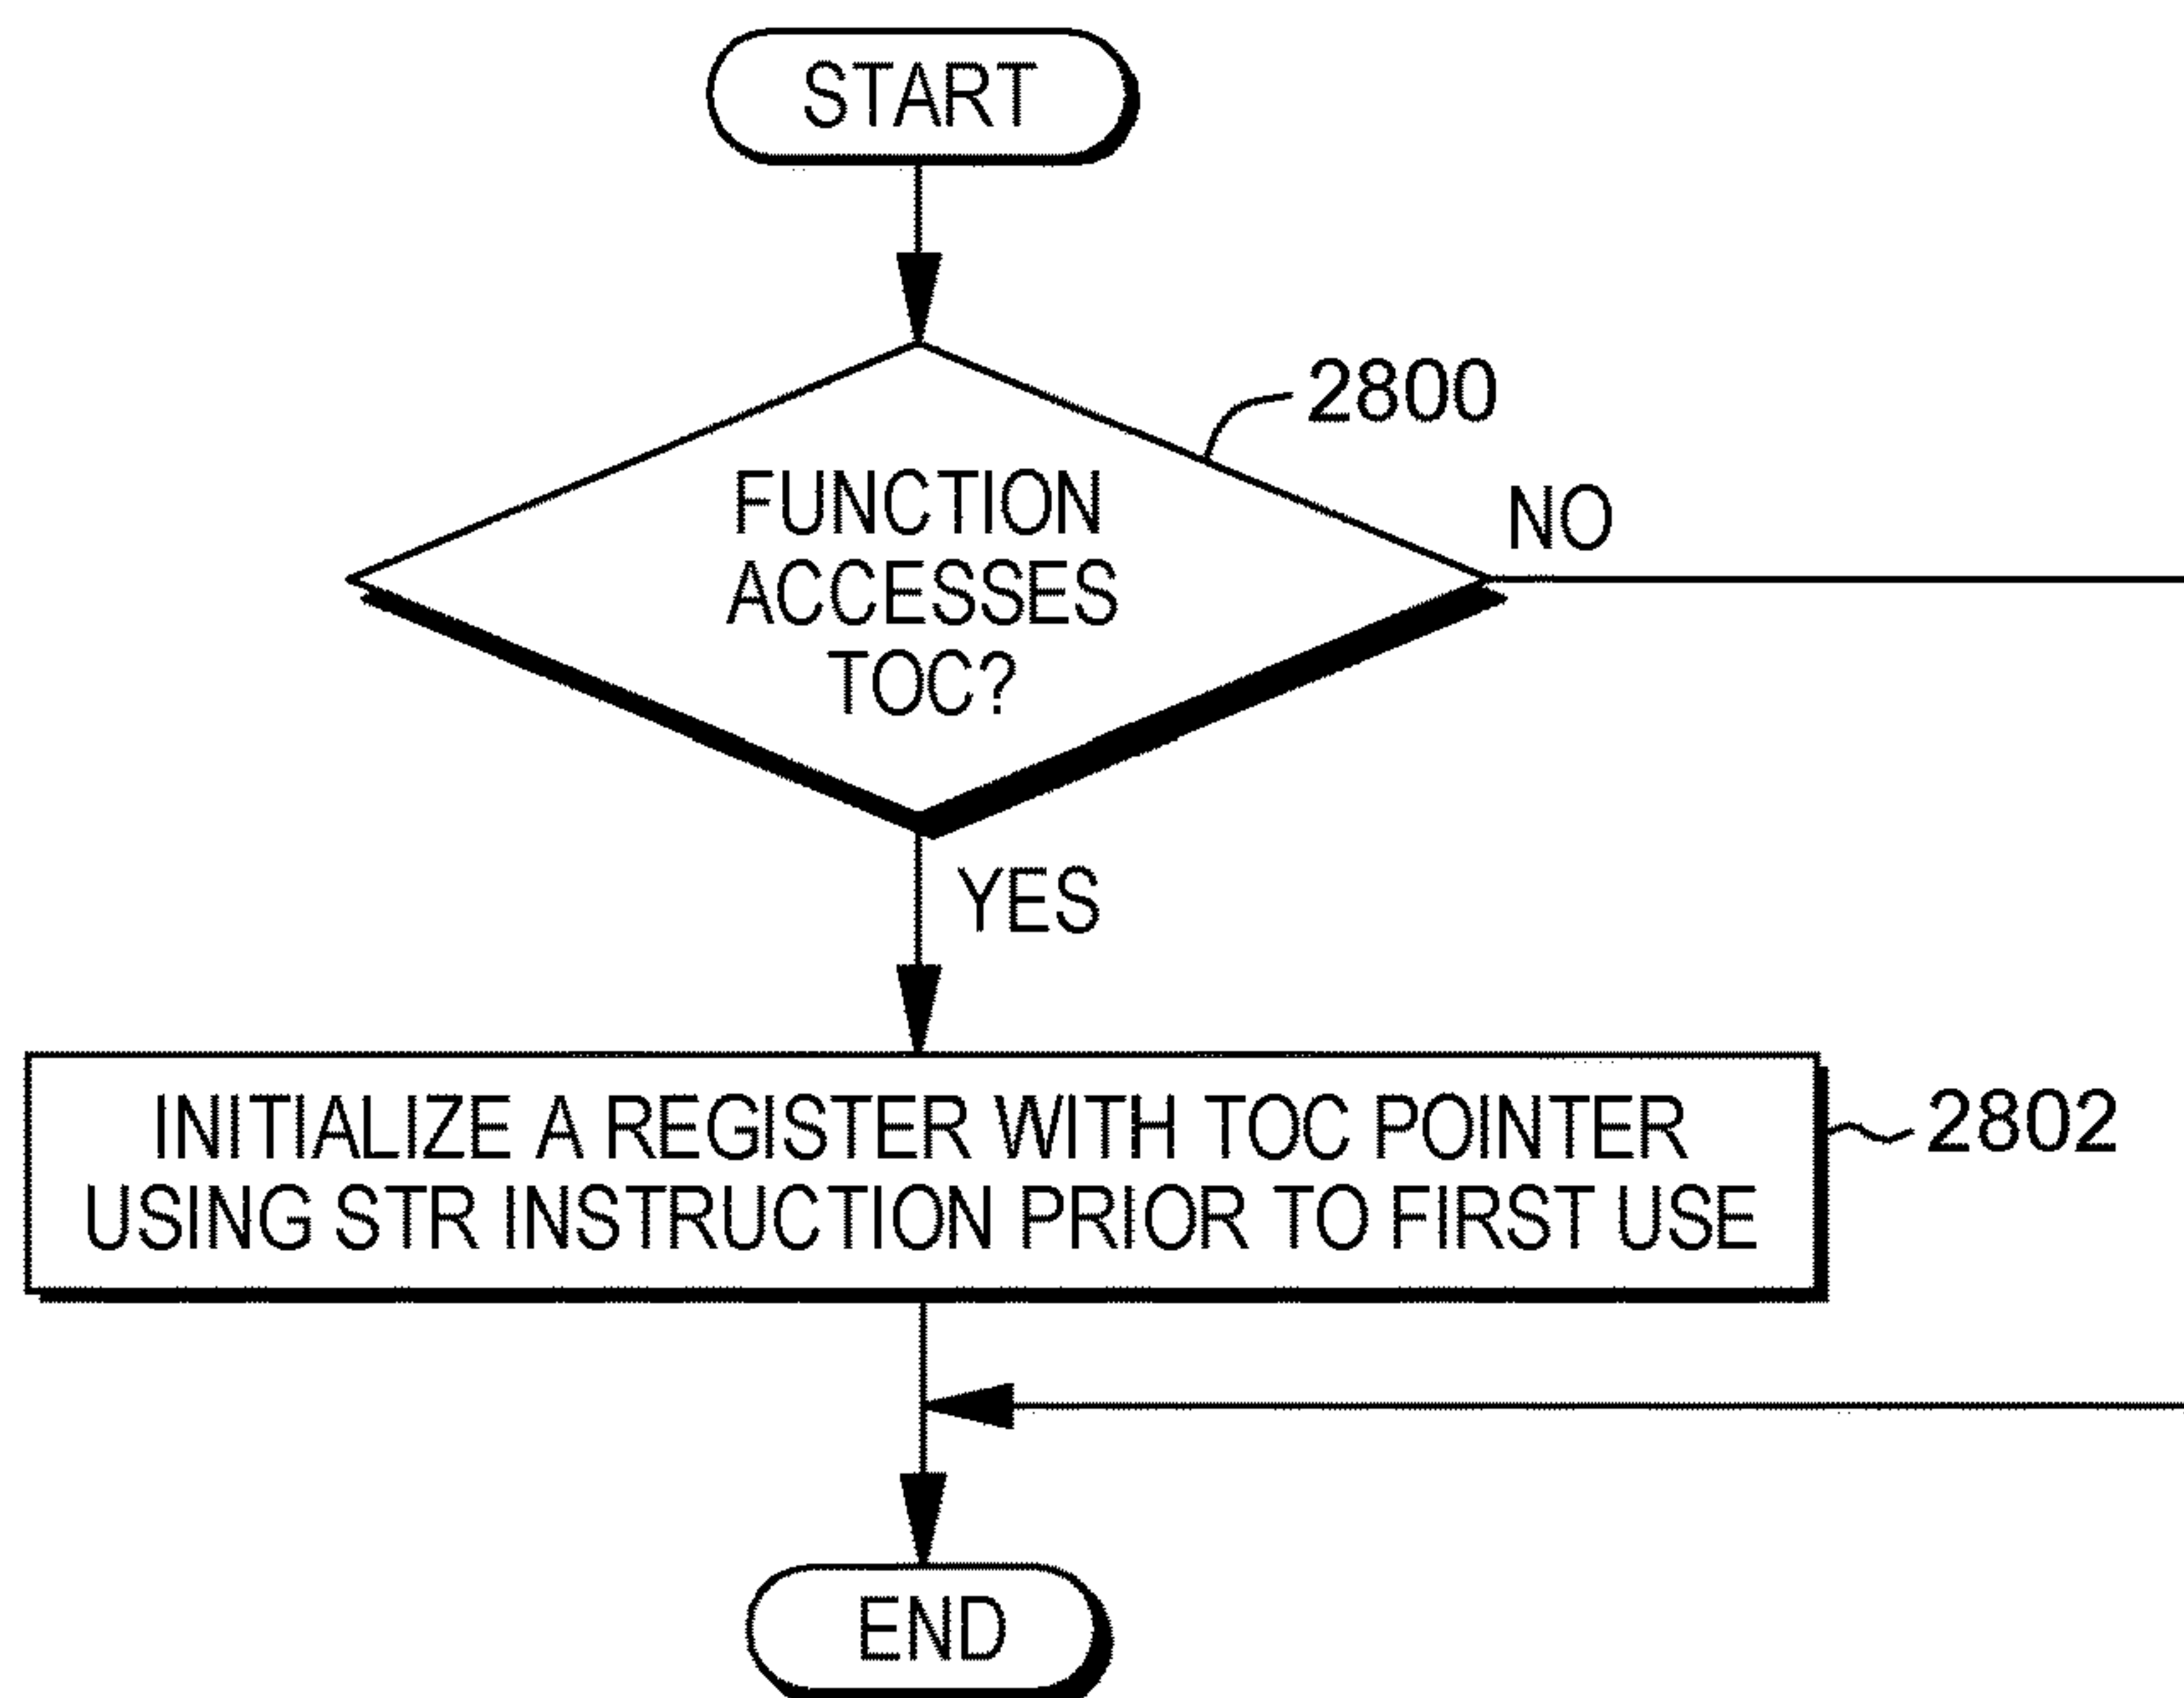 START
2800
FUNCTION
ACCESSES
TOC?
NO
YES
INITIALIZE A REGISTER WITH TOC POINTER
USING STR INSTRUCTION PRIOR TO FIRST USE
2802
END